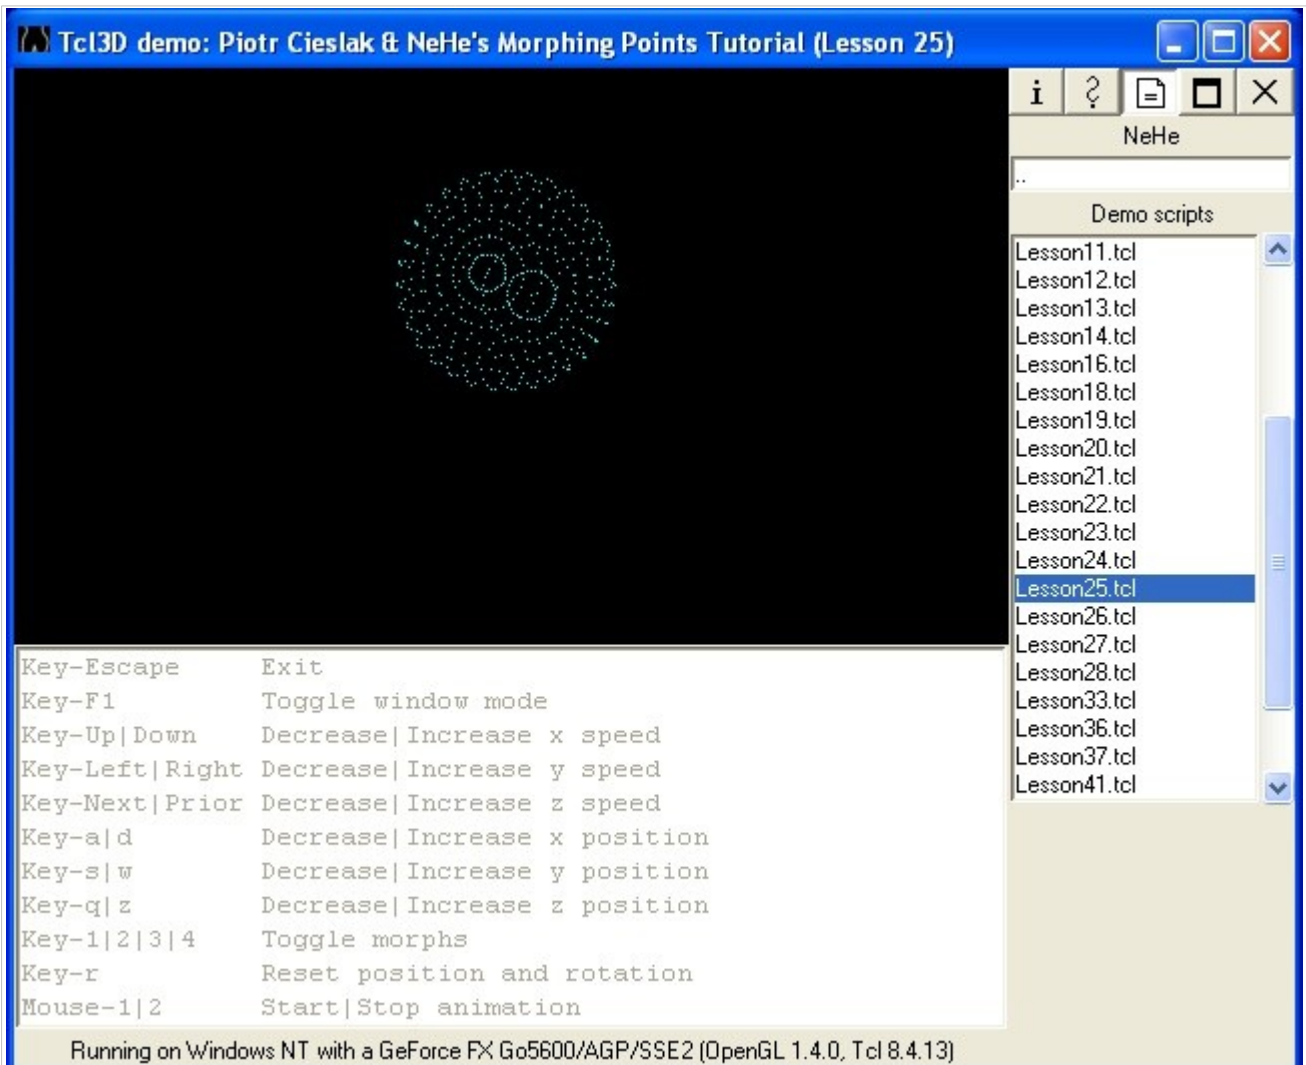 Tcl3D demo: Piotr Cieslak & NeHe's Morphing Points Tutorial (Lesson 25)
i ?
NeHe
..
Demo scripts
Lesson11.tcl
Lesson12.tcl
Lesson13.tcl
Lesson14.tcl
Lesson16.tcl
Lesson18.tcl
Lesson19.tcl
Lesson20.tcl
Lesson21.tcl
Lesson22.tcl
Lesson23.tcl
Lesson24.tcl
Lesson25.tcl
Lesson26.tcl
Lesson27.tcl
Lesson28.tcl
Lesson33.tcl
Lesson36.tcl
Lesson37.tcl
Lesson41.tcl
Key-Escape Exit
Key-F1 Toggle window mode
Key-Up|Down Decrease|Increase x speed
Key-Left|Right Decrease|Increase y speed
Key-Next|Prior Decrease|Increase z speed
Key-a|d Decrease|Increase x position
Key-s|w Decrease|Increase y position
Key-q|z Decrease|Increase z position
Key-1|2|3|4 Toggle morphs
Key-r Reset position and rotation
Mouse-1|2 Start|Stop animation
Running on Windows NT with a GeForce FX Go5600/AGP/SSE2 (OpenGL 1.4.0, Tcl 8.4.13)